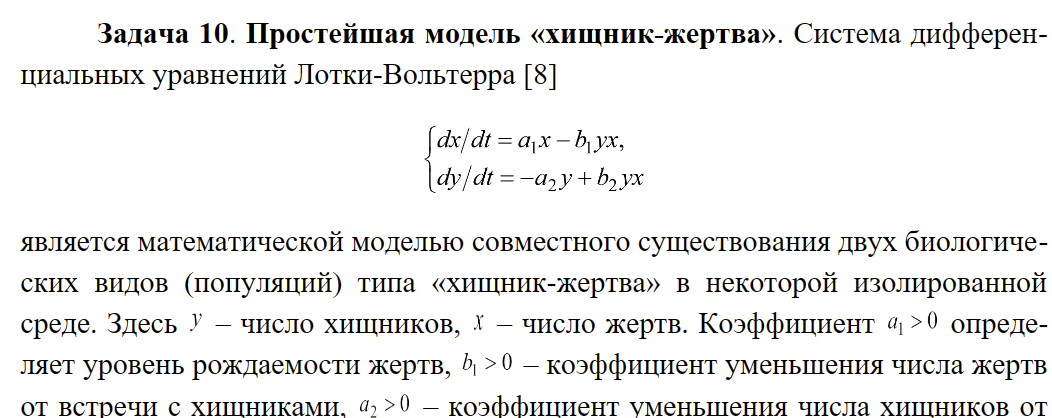 Задача 10. Простейшая модель «хищник-жертва». Система дифферен-
циальных уравнений Лотки-Вольтерра [8]
dx/dt = a₁x − b₁yx,
dy/dt = −a₂y + b₂yx
является математической моделью совместного существования двух биологиче-
ских видов (популяций) типа «хищник-жертва» в некоторой изолированной
среде. Здесь y – число хищников, x – число жертв. Коэффициент a₁ > 0 опреде-
ляет уровень рождаемости жертв, b₁ > 0 – коэффициент уменьшения числа жертв
от встречи с хищниками, a₂ > 0 – коэффициент уменьшения числа хищников от